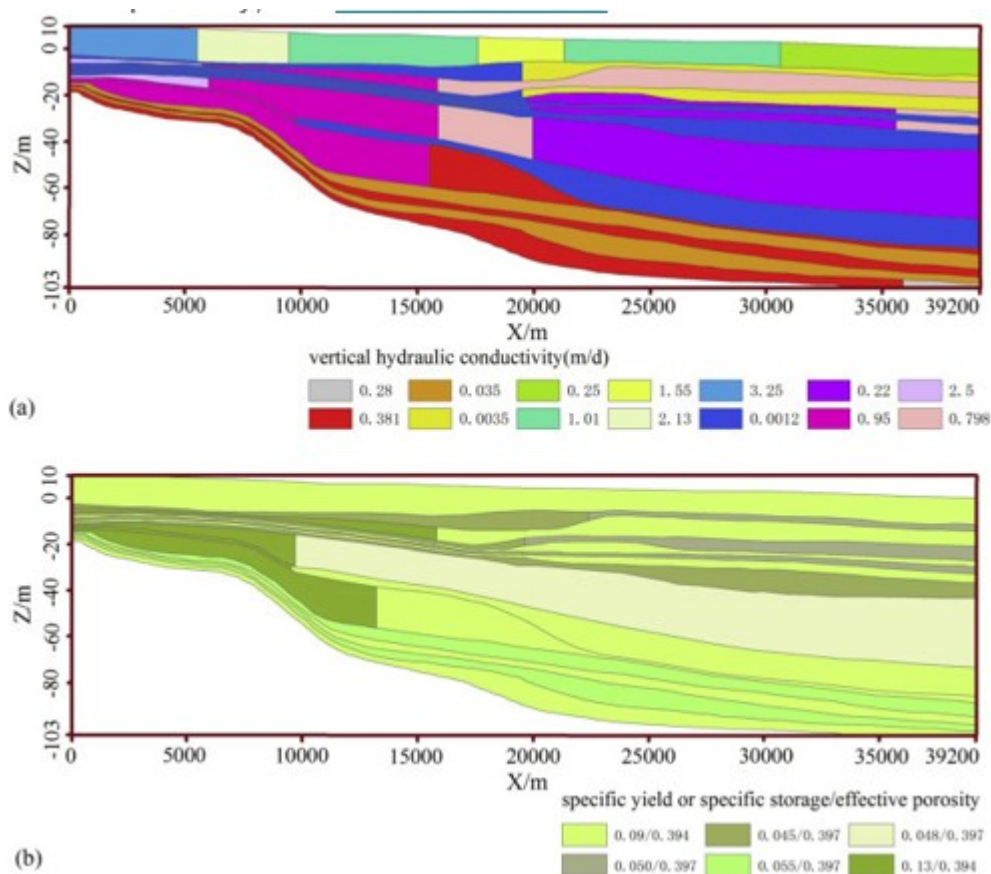 0 10
-20
-40
-60
-80
-103
Z/m
0 5000 10000 15000 20000 25000 30000 35000 39200
X/m
vertical hydraulic conductivity(m/d)
0.28 0.035 0.25 1.55 3.25 0.22 2.5
(a) 0.381 0.0035 1.01 2.13 0.0012 0.95 0.798
0 10
-20
-40
-60
-80
-103
Z/m
0 5000 10000 15000 20000 25000 30000 35000 39200
X/m
specific yield or specific storage/effective porosity
0.09/0.394 0.045/0.397 0.048/0.397
(b) 0.050/0.397 0.055/0.397 0.13/0.394